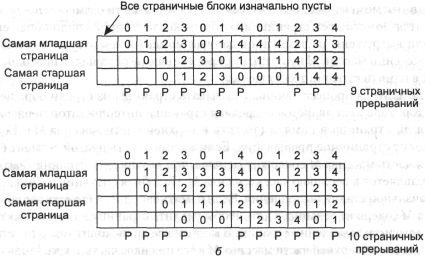 Все страничные блоки изначально пусты
0 1 2 3 0 1 4 0 1 2 3 4
Самая младшая страница 0 1 2 3 0 1 4 4 4 2 3 3
0 1 2 3 0 1 1 1 4 2 2
Самая старшая страница 0 1 2 3 0 0 0 1 4 4
P P P P P P P P P 9 страничных прерываний
а
0 1 2 3 0 1 4 0 1 2 3 4
Самая младшая страница 0 1 2 3 3 3 4 0 1 2 3 4
0 1 2 2 2 3 4 0 1 2 3
Самая старшая страница 0 1 1 1 2 3 4 0 1 2
0 0 0 1 2 3 4 0 1
P P P P P P P P P P 10 страничных прерываний
б